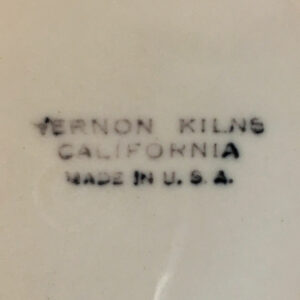 VERNON KILNS
CALIFORNIA
MADE IN U. S. A.